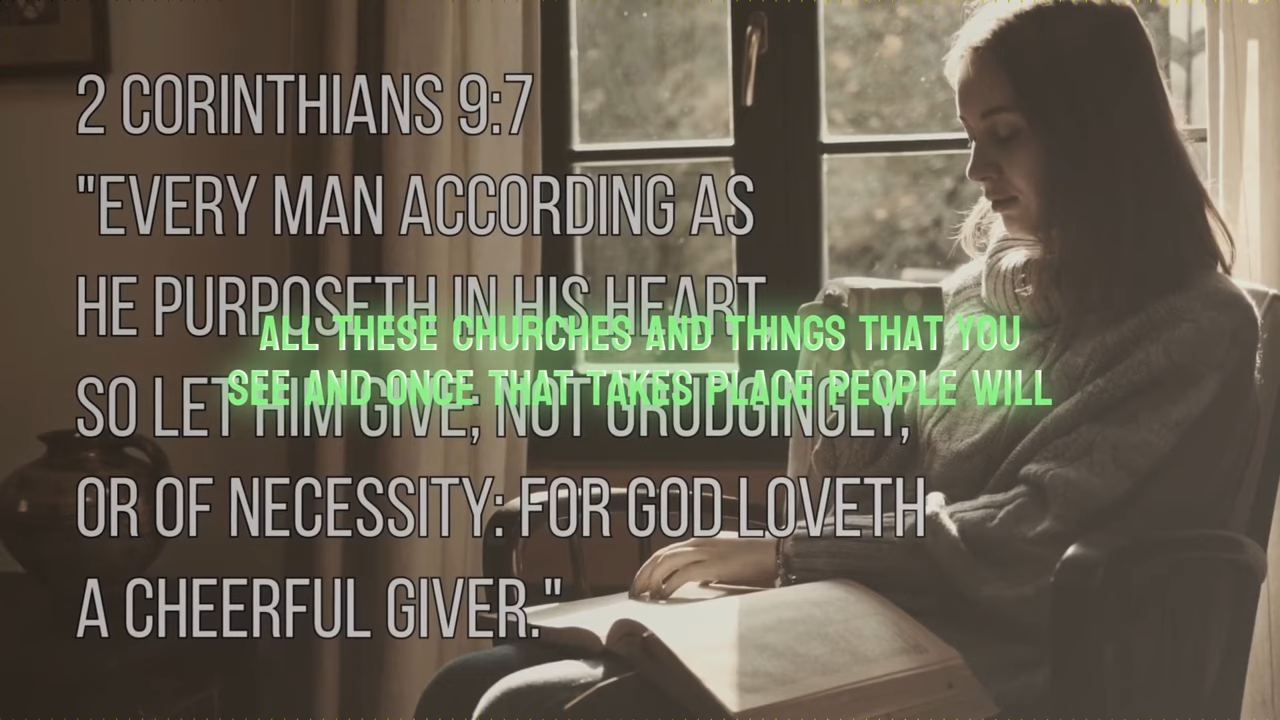 2 CORINTHIANS 9:7
"EVERY MAN ACCORDING AS
HE PURPOSETH IN HIS HEART,
SO LET HIM GIVE; NOT GRUDGINGLY,
OR OF NECESSITY: FOR GOD LOVETH
A CHEERFUL GIVER."
ALL THESE CHURCHES AND THINGS THAT YOU
SEE AND ONCE THAT TAKES PLACE PEOPLE WILL